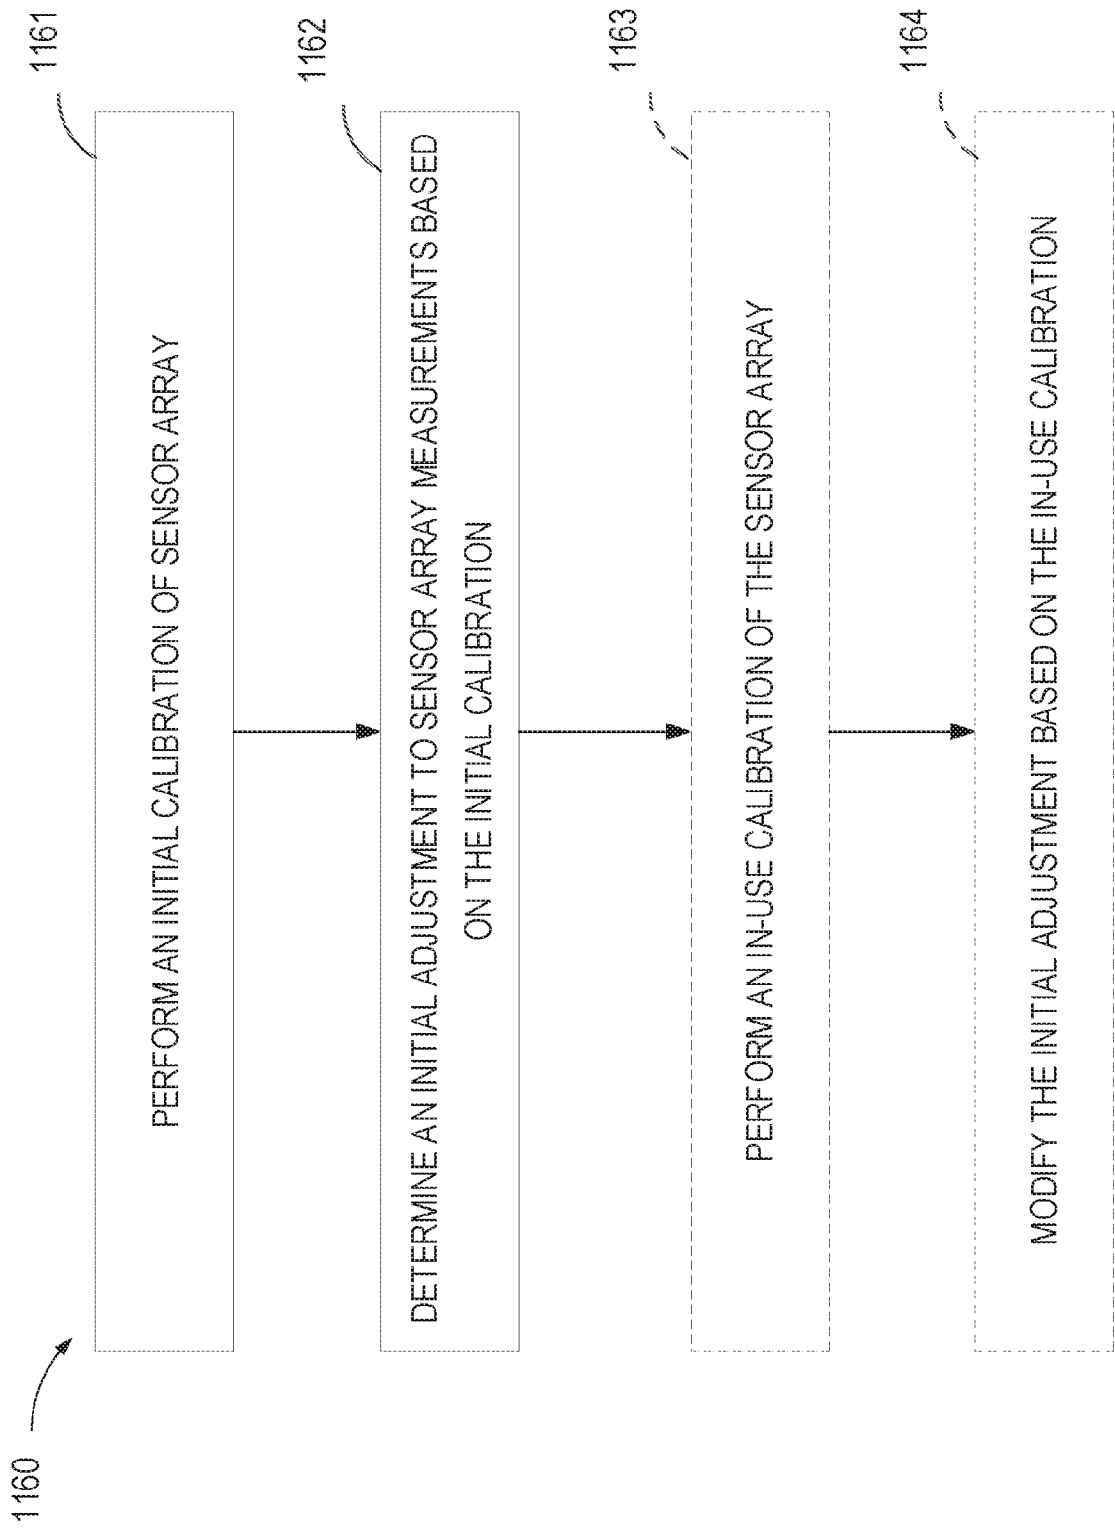 1160
1161
PERFORM AN INITIAL CALIBRATION OF SENSOR ARRAY
1162
DETERMINE AN INITIAL ADJUSTMENT TO SENSOR ARRAY MEASUREMENTS BASED
ON THE INITIAL CALIBRATION
1163
PERFORM AN IN-USE CALIBRATION OF THE SENSOR ARRAY
1164
MODIFY THE INITIAL ADJUSTMENT BASED ON THE IN-USE CALIBRATION